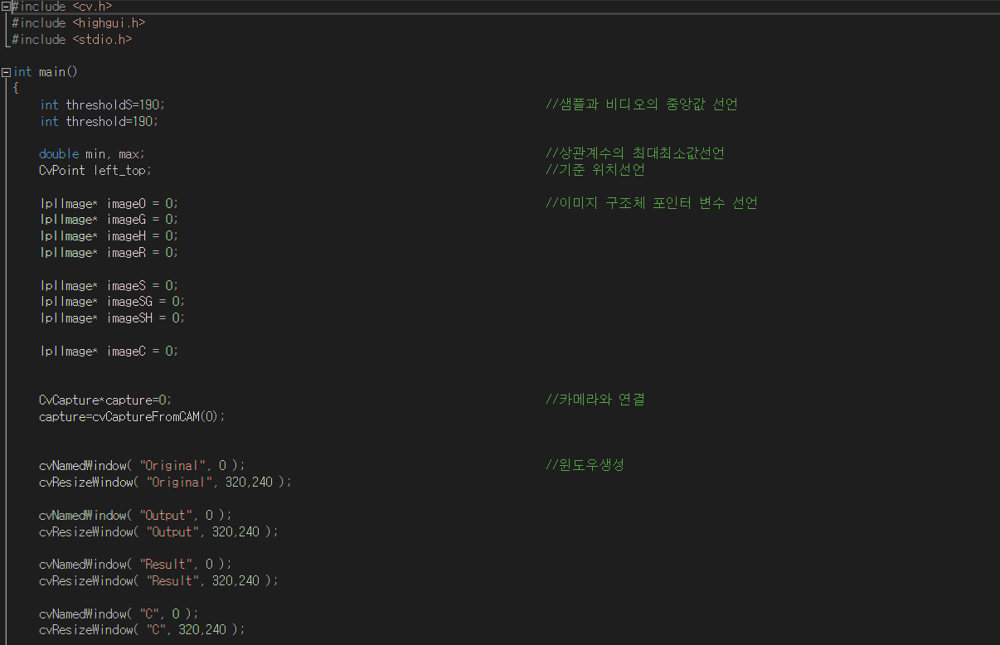 #include <cv.h>
#include <highgui.h>
#include <stdio.h>
int main()
{
int thresholdS=190; //샘플과 비디오의 중앙값 선언
int threshold=190;
double min, max; //상관계수의 최대최소값선언
CvPoint left_top; //기준 위치선언
IplImage* imageO = 0; //이미지 구조체 포인터 변수 선언
IplImage* imageG = 0;
IplImage* imageH = 0;
IplImage* imageR = 0;
IplImage* imageS = 0;
IplImage* imageSG = 0;
IplImage* imageSH = 0;
IplImage* imageC = 0;
CvCapture*capture=0; //카메라와 연결
capture=cvCaptureFromCAM(0);
cvNamedWindow( "Original", 0 ); //윈도우생성
cvResizeWindow( "Original", 320,240 );
cvNamedWindow( "Output", 0 );
cvResizeWindow( "Output", 320,240 );
cvNamedWindow( "Result", 0 );
cvResizeWindow( "Result", 320,240 );
cvNamedWindow( "C", 0 );
cvResizeWindow( "C", 320,240 );